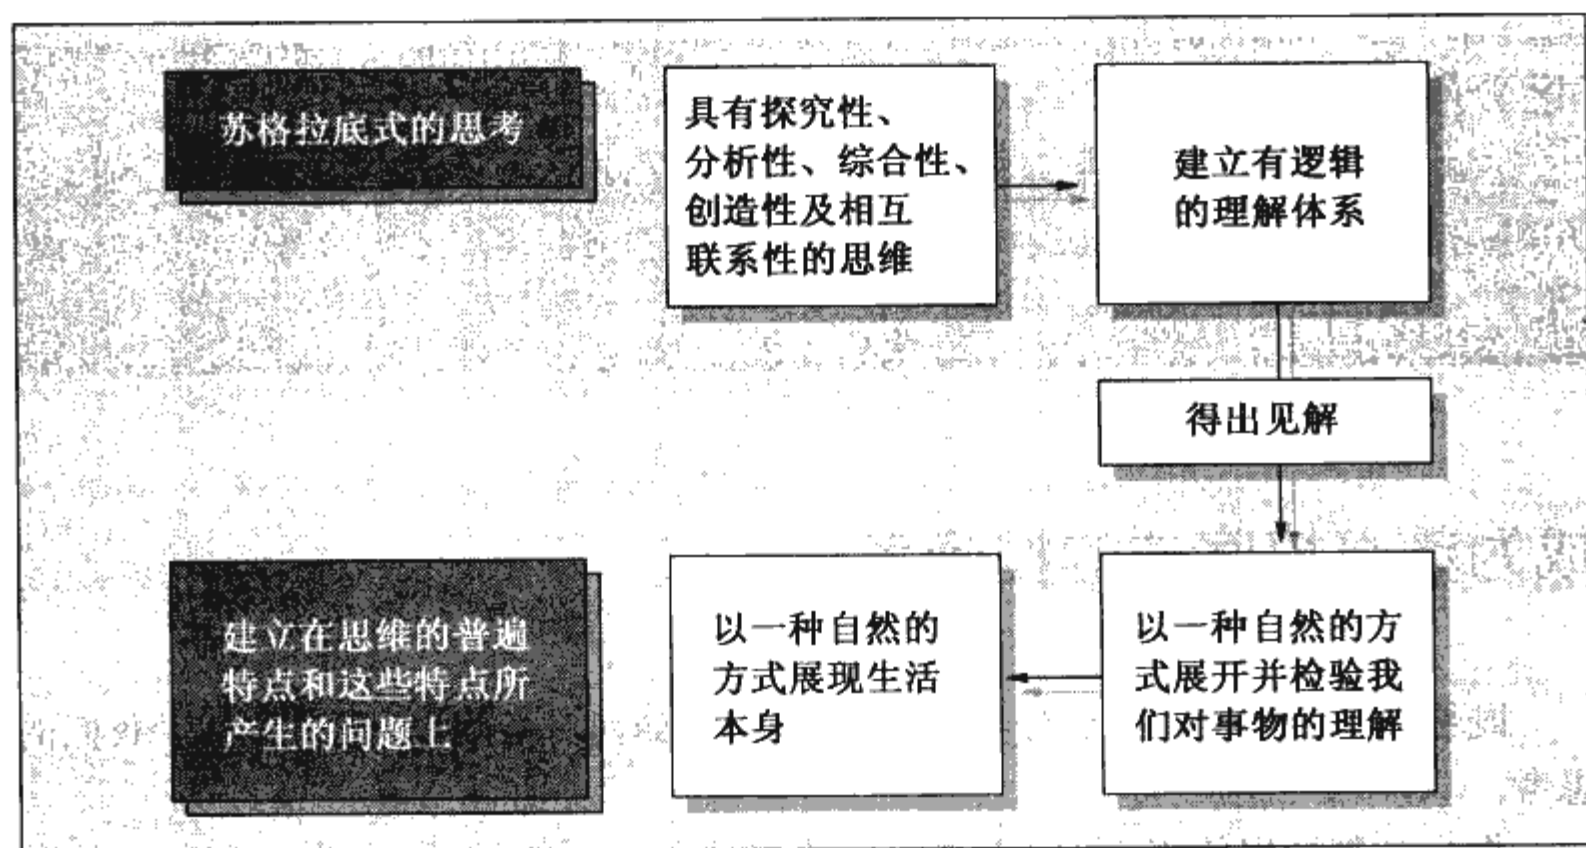 苏格拉底式的思考
具有探究性、
分析性、综合性、
创造性及相互
联系性的思维
建立有逻辑
的理解体系
得出见解
以一种自然的方
式展开并检验我
们对事物的理解
以一种自然的
方式展现生活
本身
建立在思维的普遍
特点和这些特点所
产生的问题上